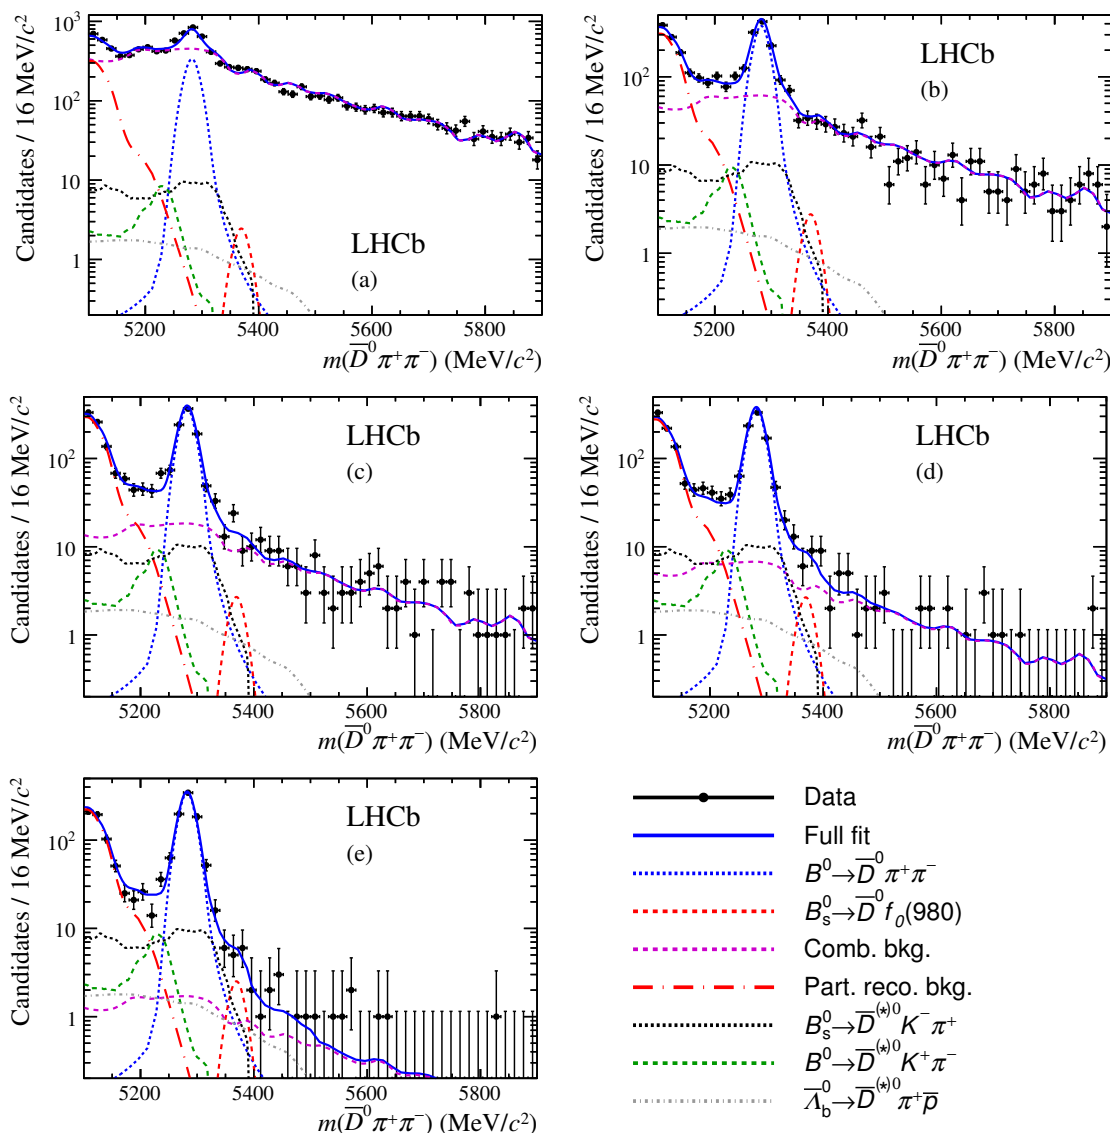 Candidates / 16 MeV/c²
10³
10²
10
1
LHCb
(a)
5200 5400 5600 5800
m(D̅⁰π⁺π⁻) (MeV/c²)
Candidates / 16 MeV/c²
10²
10
1
LHCb
(b)
5200 5400 5600 5800
m(D̅⁰π⁺π⁻) (MeV/c²)
Candidates / 16 MeV/c²
10²
10
1
LHCb
(c)
5200 5400 5600 5800
m(D̅⁰π⁺π⁻) (MeV/c²)
Candidates / 16 MeV/c²
10²
10
1
LHCb
(d)
5200 5400 5600 5800
m(D̅⁰π⁺π⁻) (MeV/c²)
Candidates / 16 MeV/c²
10²
10
1
LHCb
(e)
5200 5400 5600 5800
m(D̅⁰π⁺π⁻) (MeV/c²)
Data
Full fit
B⁰→D̅⁰π⁺π⁻
B⁰ₛ→D̅⁰f₀(980)
Comb. bkg.
Part. reco. bkg.
B⁰ₛ→D̅⁽*⁾⁰K⁻π⁺
B⁰→D̅⁽*⁾⁰K⁺π⁻
Λ̅⁰_b→D̅⁽*⁾⁰π⁺p̅